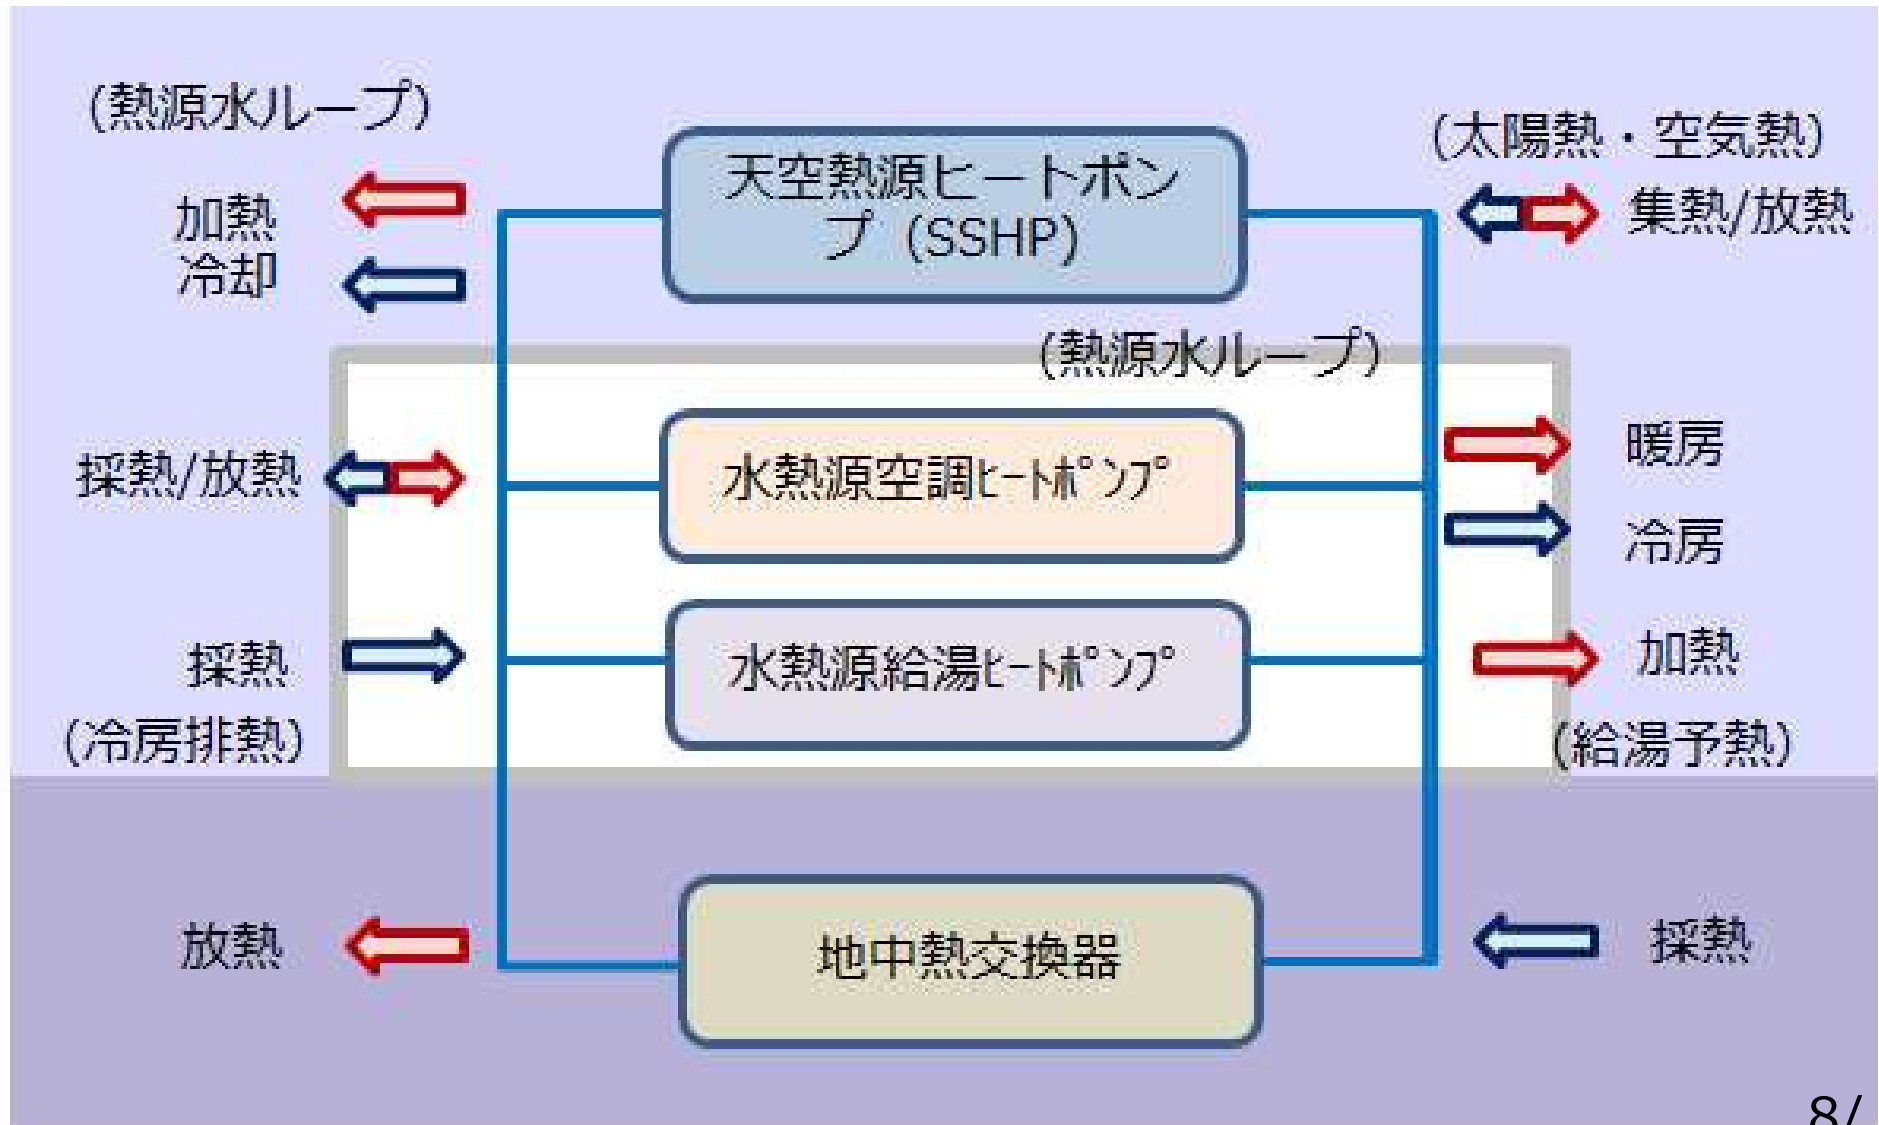 (熱源水ループ)
天空熱源ヒートポン
プ (SSHP)
(太陽熱・空気熱)
加熱
冷却
集熱/放熱
(熱源水ループ)
採熱/放熱
水熱源空調ﾋｰﾄﾎﾟﾝﾌﾟ
暖房
冷房
採熱
(冷房排熱)
水熱源給湯ﾋｰﾄﾎﾟﾝﾌﾟ
加熱
(給湯予熱)
放熱
地中熱交換器
採熱
8/